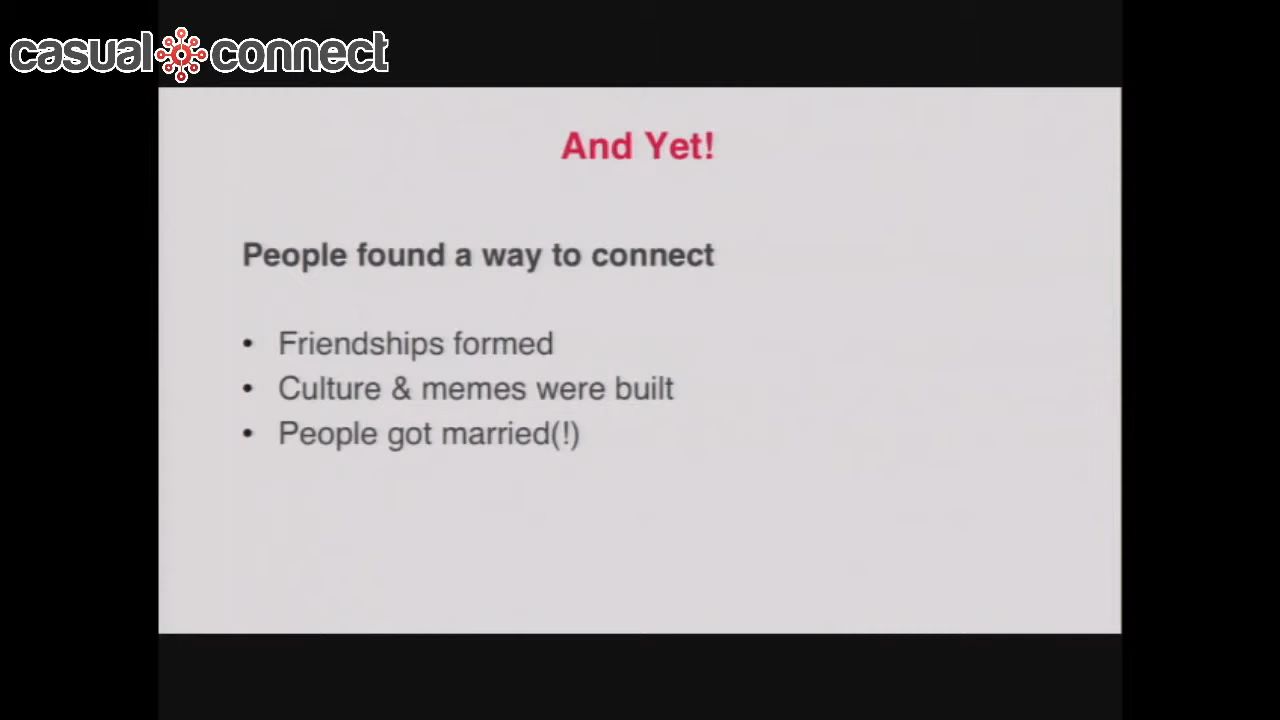 casual connect
And Yet!
People found a way to connect
• Friendships formed
• Culture & memes were built
• People got married(!)